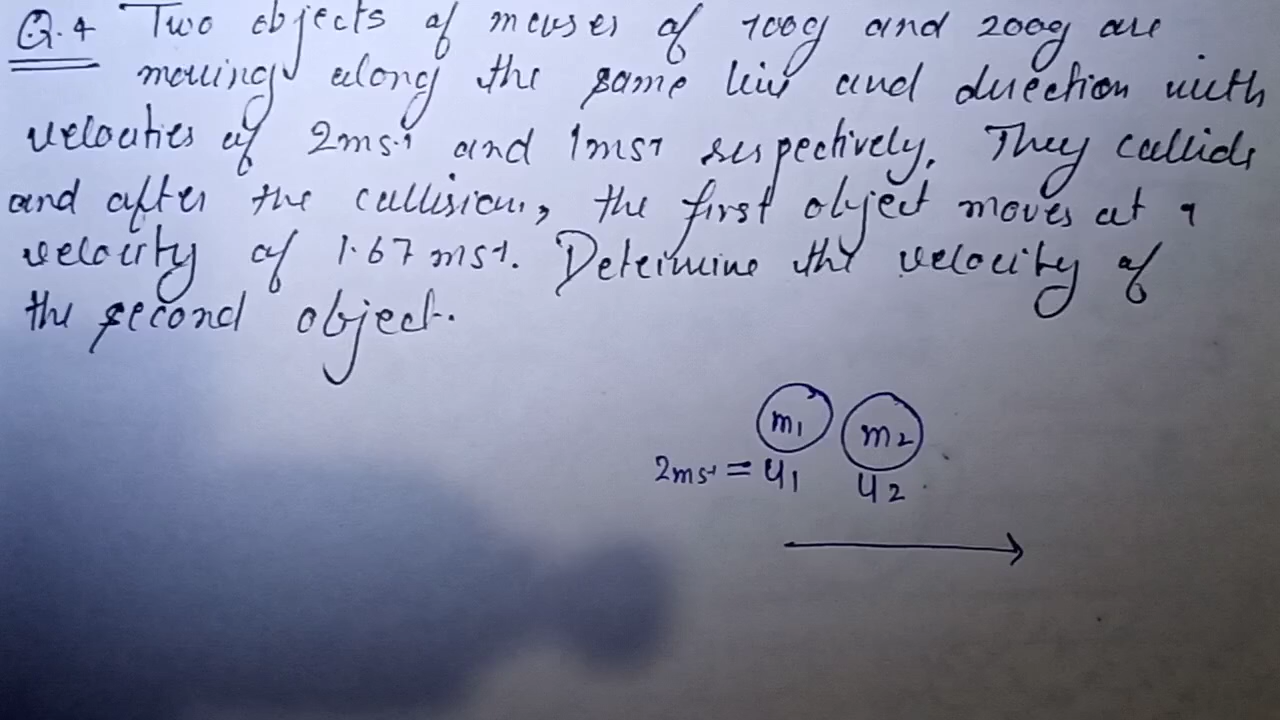 Q.4 Two objects of masses of 100g and 200g are
moving along the same line and direction with
velocities of 2ms-1 and 1ms-1 respectively. They collide
and after the collision, the first object moves at a
velocity of 1.67 ms-1. Determine the velocity of
the second object.
m1 m2
2ms-1 = u1 u2